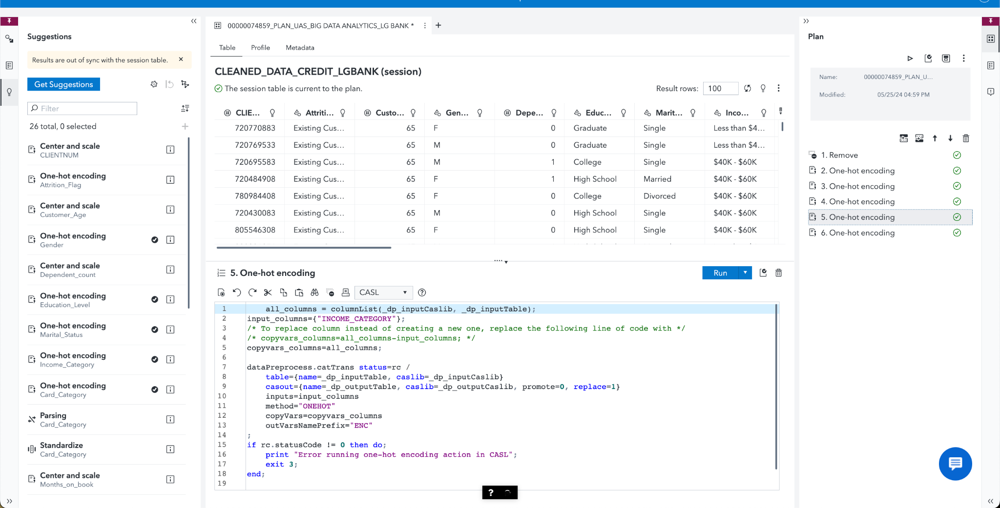 Suggestions
Results are out of sync with the session table.
Get Suggestions
Filter
26 total, 0 selected
Center and scale
CLIENTNUM
One-hot encoding
Attrition_Flag
Center and scale
Customer_Age
One-hot encoding
Gender
Center and scale
Dependent_count
One-hot encoding
Education_Level
One-hot encoding
Marital_Status
One-hot encoding
Income_Category
One-hot encoding
Card_Category
Parsing
Card_Category
Standardize
Card_Category
Center and scale
Months_on_book
00000074859_PLAN_UAS_BIG DATA ANALYTICS_LG BANK *
Table Profile Metadata
CLEANED_DATA_CREDIT_LGBANK (session)
The session table is current to the plan.
Result rows: 100
CLIE... Attriti... Custo... Gen... Depe... Educ... Marit... Inco...
720770883 Existing Cus... 65 F 0 Graduate Single Less than $4...
720769533 Existing Cus... 65 M 0 Graduate Single Less than $4...
720695583 Existing Cus... 65 M 1 College Single $40K - $60K
720484908 Existing Cus... 65 F 1 High School Married $40K - $60K
780984408 Existing Cus... 65 F 0 College Divorced $40K - $60K
720430083 Existing Cus... 65 M 0 High School Single $40K - $60K
805546308 Existing Cus... 65 F 0 High School Single $40K - $60K
5. One-hot encoding
Run
CASL
1 all_columns = columnList(_dp_inputCaslib, _dp_inputTable);
2 input_columns={"INCOME_CATEGORY"};
3 /* To replace column instead of creating a new one, replace the following line of code with */
4 /* copyvars_columns=all_columns-input_columns; */
5 copyvars_columns=all_columns;
6
7 dataPreprocess.catTrans status=rc /
8 table={name=_dp_inputTable, caslib=_dp_inputCaslib}
9 casout={name=_dp_outputTable, caslib=_dp_outputCaslib, promote=0, replace=1}
10 inputs=input_columns
11 method="ONEHOT"
12 copyVars=copyvars_columns
13 outVarsNamePrefix="ENC"
14 ;
15 if rc.statusCode != 0 then do;
16 print "Error running one-hot encoding action in CASL";
17 exit 3;
18 end;
19
?
Plan
Name: 00000074859_PLAN_U...
Modified: 05/25/24 04:59 PM
1. Remove
2. One-hot encoding
3. One-hot encoding
4. One-hot encoding
5. One-hot encoding
6. One-hot encoding